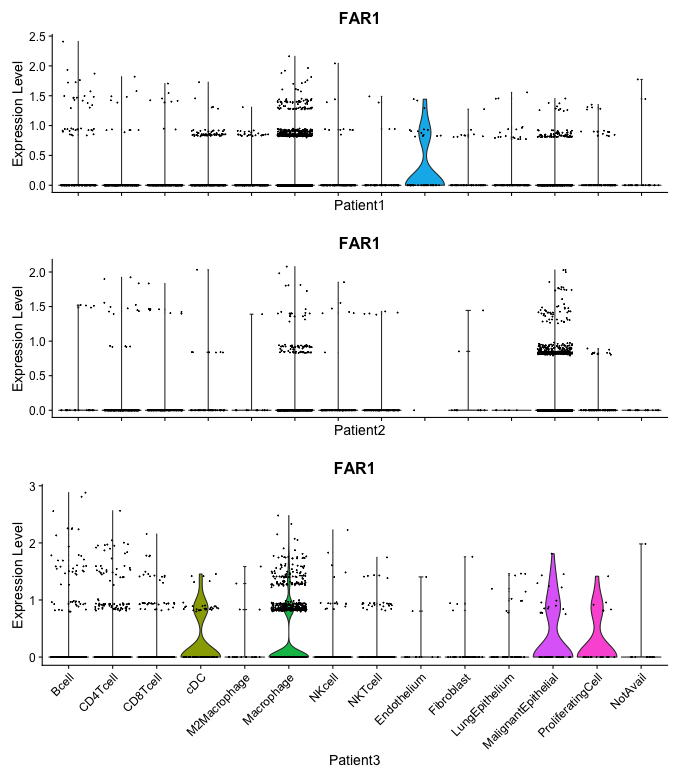 FAR1
Expression Level
2.5
2.0
1.5
1.0
0.5
0.0
Patient1
FAR1
Expression Level
2.0
1.5
1.0
0.5
0.0
Patient2
FAR1
Expression Level
3
2
1
0
Bcell
CD4Tcell
CD8Tcell
cDC
M2Macrophage
Macrophage
NKcell
NKTcell
Endothelium
Fibroblast
LungEpithelium
MalignantEpithelial
ProliferatingCell
NotAvail
Patient3